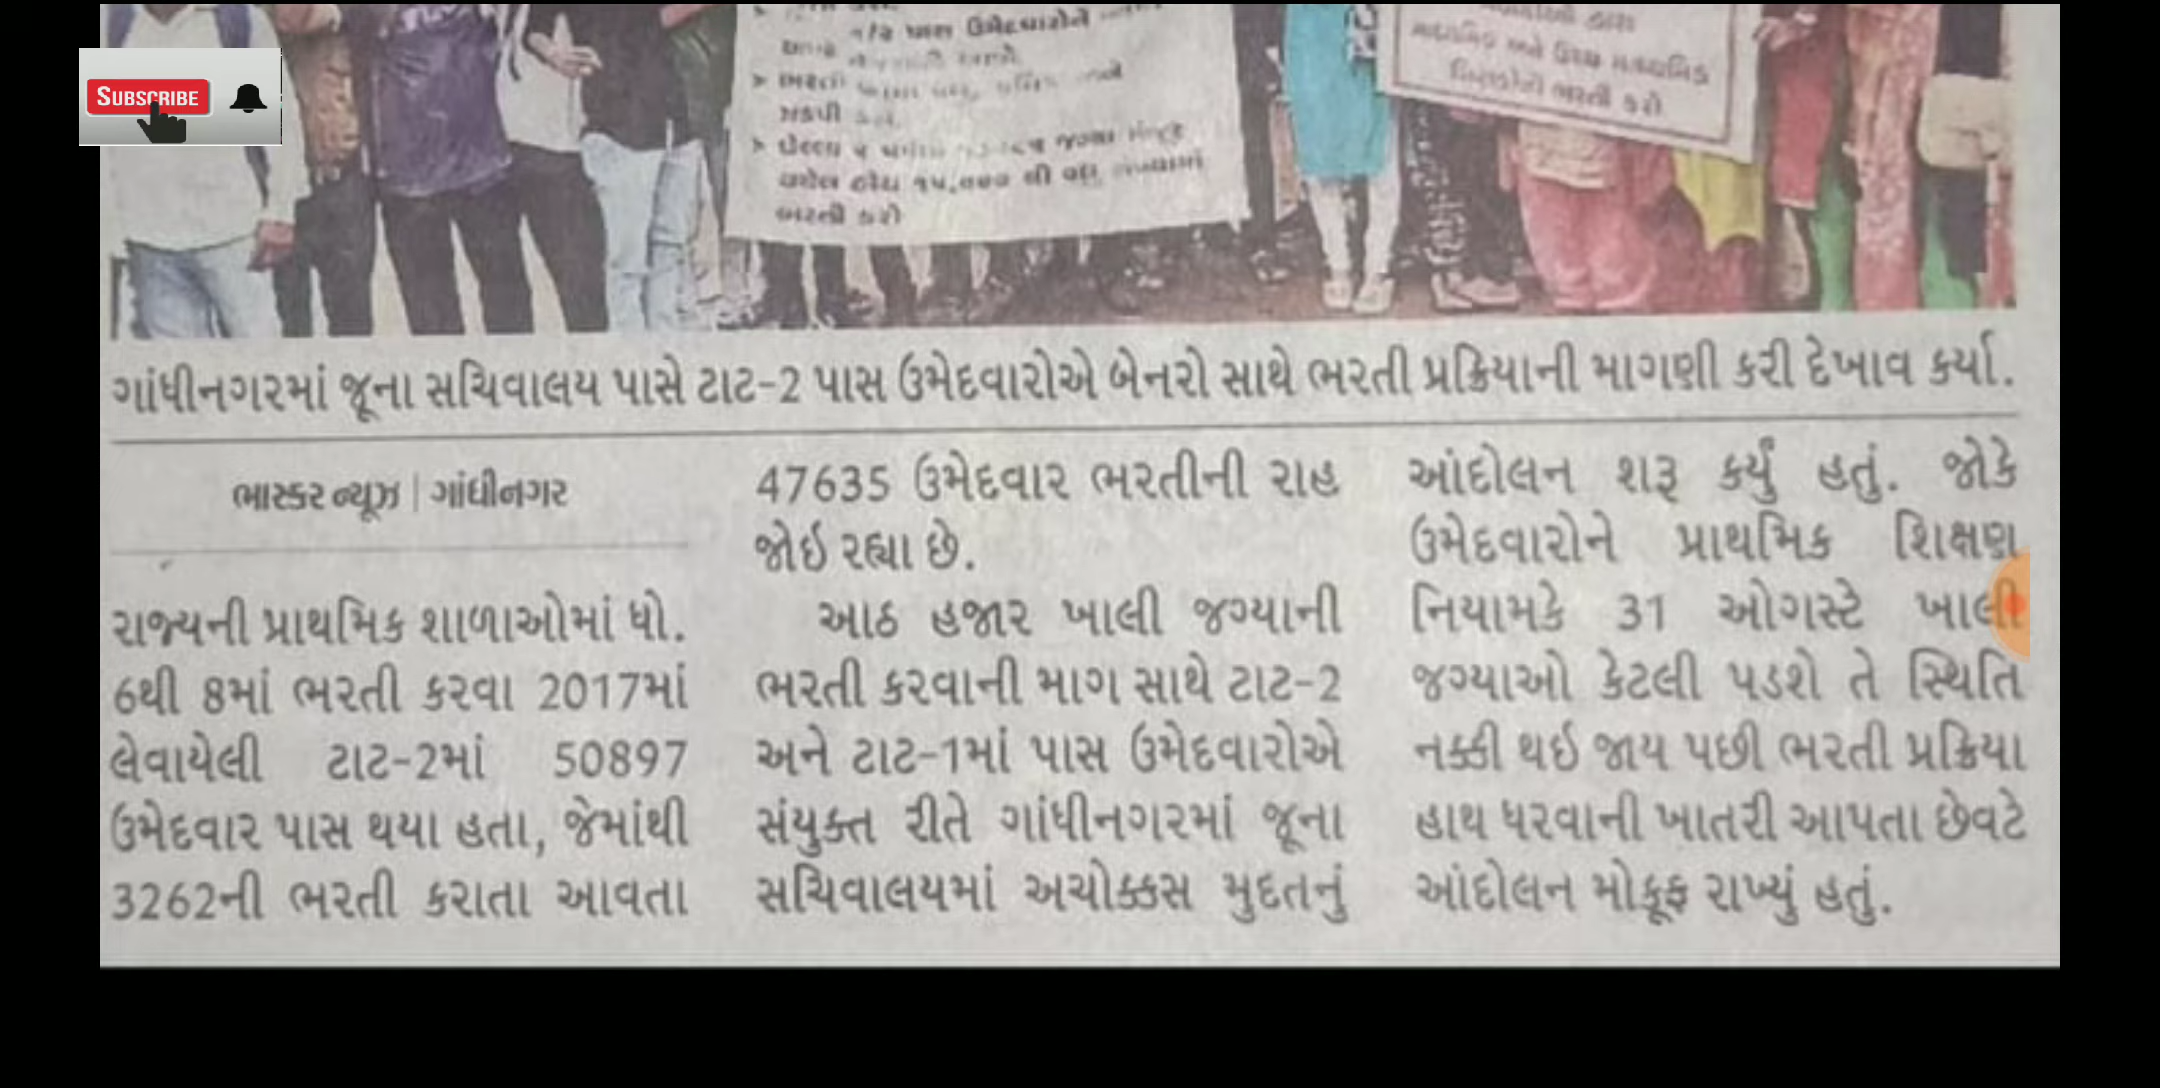 SUBSCRIBE
ભરતી કરો
ગાંધીનગરમાં જૂના સચિવાલય પાસે ટાટ-2 પાસ ઉમેદવારોએ બેનરો સાથે ભરતી પ્રક્રિયાની માગણી કરી દેખાવ કર્યા.
ભાસ્કર ન્યૂઝ | ગાંધીનગર
રાજ્યની પ્રાથમિક શાળાઓમાં ધો.
6થી 8માં ભરતી કરવા 2017માં
લેવાયેલી ટાટ-2માં 50897
ઉમેદવાર પાસ થયા હતા, જેમાંથી
3262ની ભરતી કરાતા આવતા
47635 ઉમેદવાર ભરતીની રાહ
જોઇ રહ્યા છે.
આઠ હજાર ખાલી જગ્યાની
ભરતી કરવાની માગ સાથે ટાટ-2
અને ટાટ-1માં પાસ ઉમેદવારોએ
સંયુક્ત રીતે ગાંધીનગરમાં જૂના
સચિવાલયમાં અચોક્કસ મુદતનું
આંદોલન શરૂ કર્યું હતું. જોકે
ઉમેદવારોને પ્રાથમિક શિક્ષણ
નિયામકે 31 ઓગસ્ટે ખાલી
જગ્યાઓ કેટલી પડશે તે સ્થિતિ
નક્કી થઇ જાય પછી ભરતી પ્રક્રિયા
હાથ ધરવાની ખાતરી આપતા છેવટે
આંદોલન મોકૂફ રાખ્યું હતું.